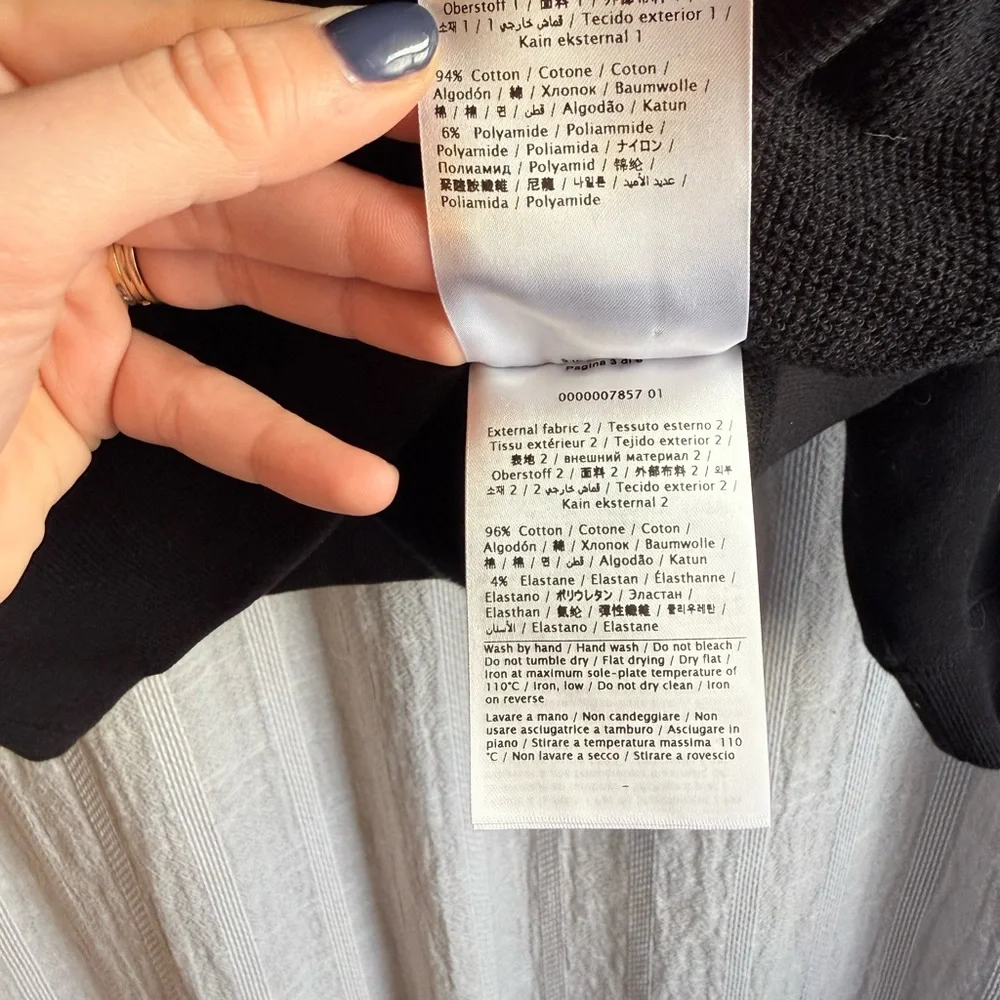 Oberstoff 1 / 面料 1 /
소재 1 / 1 قماش خارجي / Tecido exterior 1 /
Kain eksternal 1
94% Cotton / Cotone / Coton /
Algodón / 綿 / Хлопок / Baumwolle /
棉 / 棉 / 면 / قطن / Algodão / Katun
6% Polyamide / Poliammide /
Polyamide / Poliamida / ナイロン /
Полиамид / Polyamid / 锦纶 /
聚醯胺纖維 / 尼龍 / 나일론 / عديد الأميد /
Poliamida / Polyamide
Pagina 3 di
0000007857 01
External fabric 2 / Tessuto esterno 2 /
Tissu extérieur 2 / Tejido exterior 2 /
表地 2 / внешний материал 2 /
Oberstoff 2 / 面料 2 / 外部布料 2 / 외부
소재 2 / 2 قماش خارجي / Tecido exterior 2 /
Kain eksternal 2
96% Cotton / Cotone / Coton /
Algodón / 綿 / Хлопок / Baumwolle /
棉 / 棉 / 면 / قطن / Algodão / Katun
4% Elastane / Elastan / Élasthanne /
Elastano / ポリウレタン / Эластан /
Elasthan / 氨纶 / 彈性纖維 / 폴리우레탄 /
الأستان / Elastano / Elastane
Wash by hand / Hand wash / Do not bleach /
Do not tumble dry / Flat drying / Dry flat /
Iron at maximum sole-plate temperature of
110°C / Iron, low / Do not dry clean / Iron
on reverse
Lavare a mano / Non candeggiare / Non
usare asciugatrice a tamburo / Asciugare in
piano / Stirare a temperatura massima 110
°C / Non lavare a secco / Stirare a rovescio
-